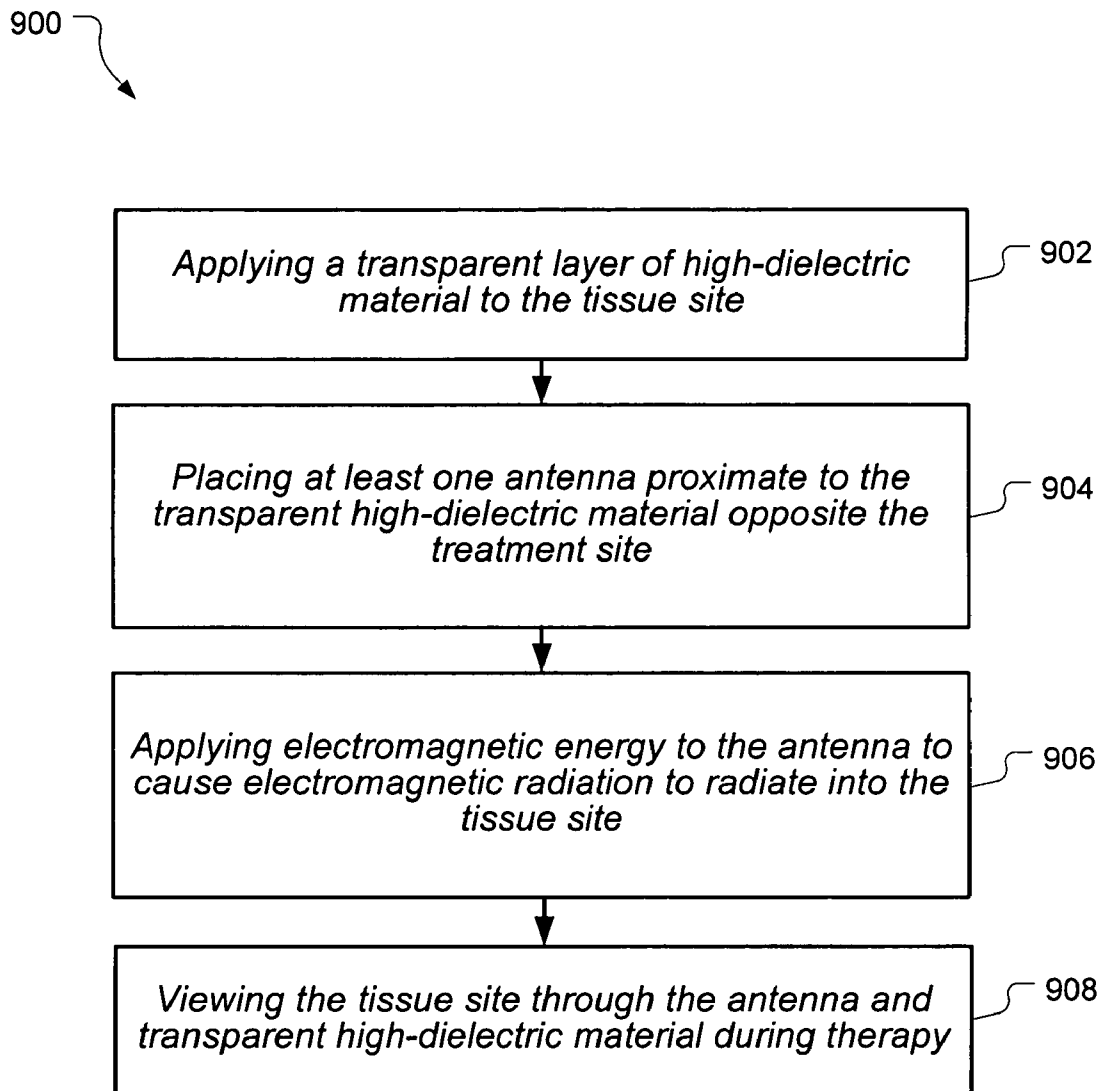 900
Applying a transparent layer of high-dielectric
material to the tissue site
902
Placing at least one antenna proximate to the
transparent high-dielectric material opposite the
treatment site
904
Applying electromagnetic energy to the antenna to
cause electromagnetic radiation to radiate into the
tissue site
906
Viewing the tissue site through the antenna and
transparent high-dielectric material during therapy
908